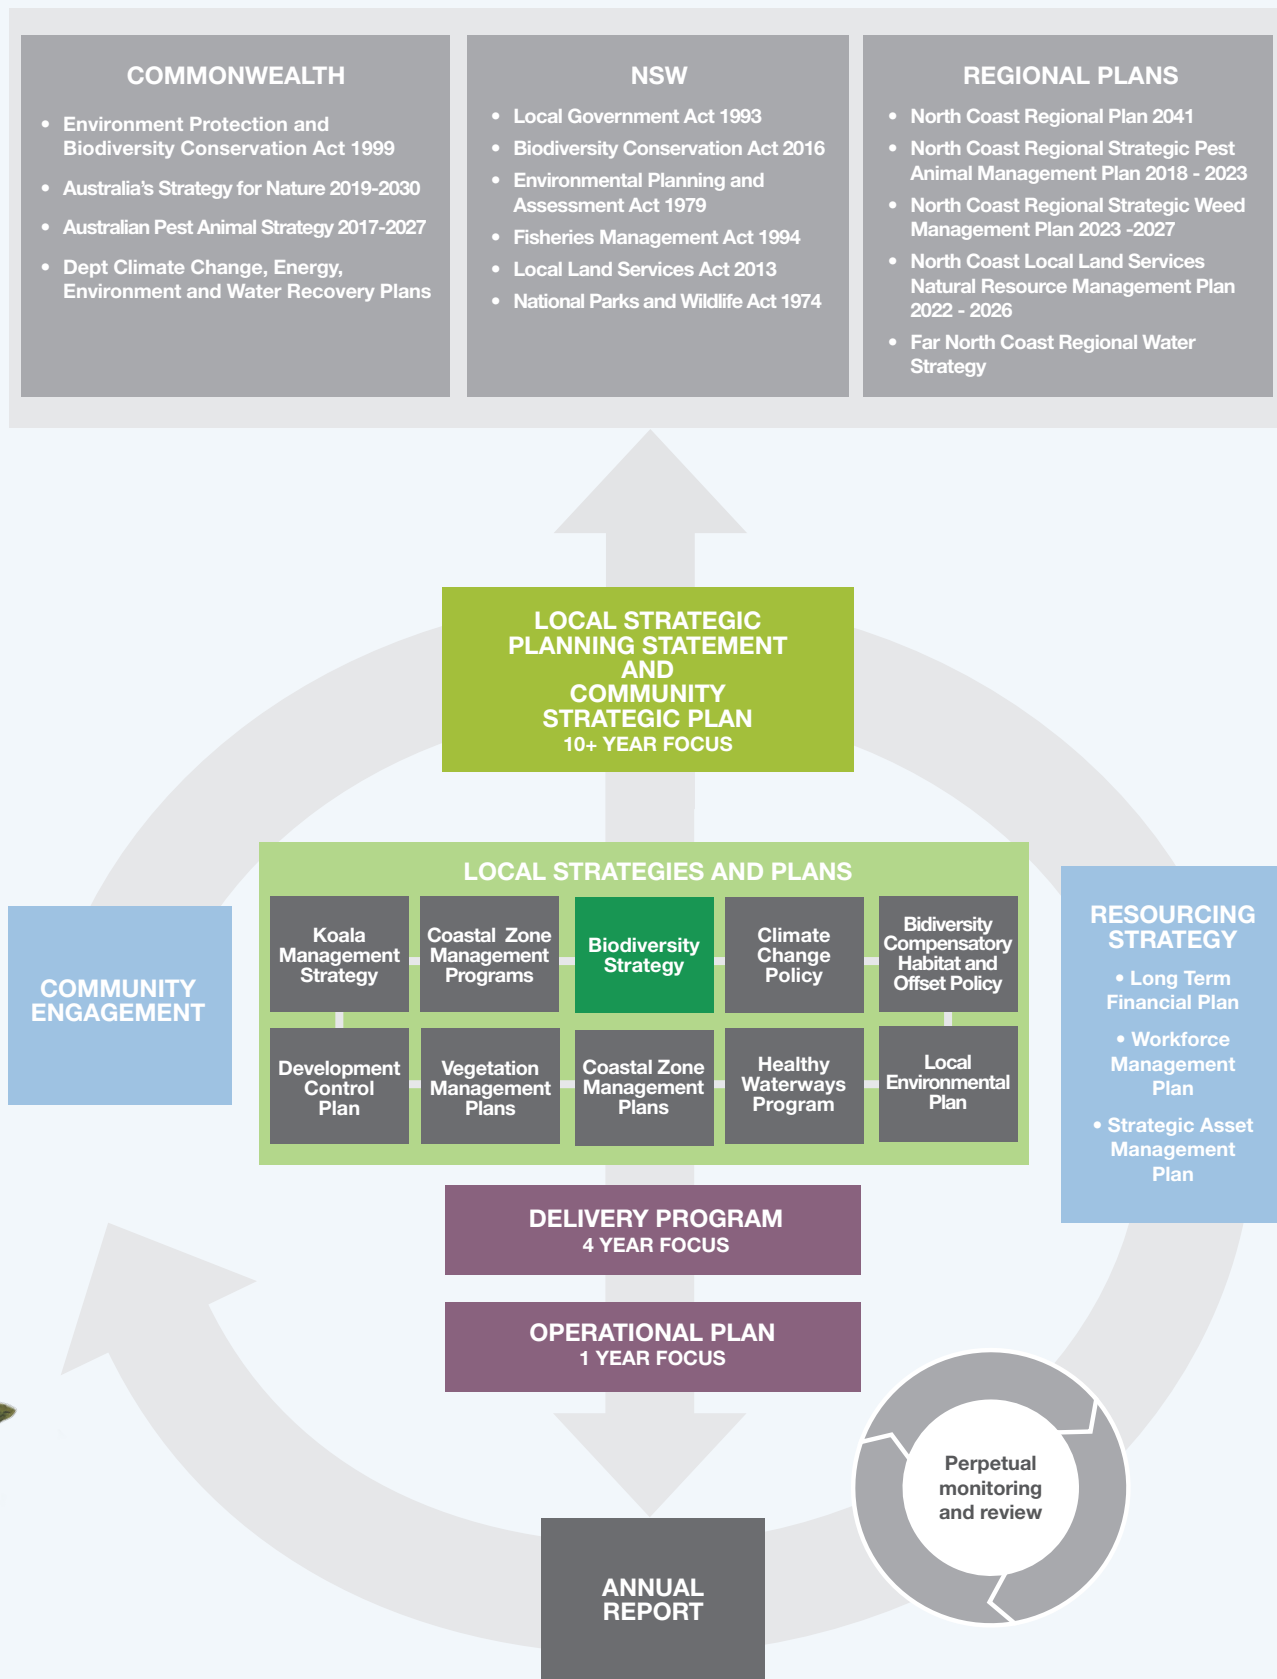 COMMONWEALTH
• Environment Protection and
Biodiversity Conservation Act 1999
• Australia's Strategy for Nature 2019-2030
• Australian Pest Animal Strategy 2017-2027
• Dept Climate Change, Energy,
Environment and Water Recovery Plans
NSW
• Local Government Act 1993
• Biodiversity Conservation Act 2016
• Environmental Planning and
Assessment Act 1979
• Fisheries Management Act 1994
• Local Land Services Act 2013
• National Parks and Wildlife Act 1974
REGIONAL PLANS
• North Coast Regional Plan 2041
• North Coast Regional Strategic Pest
Animal Management Plan 2018 - 2023
• North Coast Regional Strategic Weed
Management Plan 2023 -2027
• North Coast Local Land Services
Natural Resource Management Plan
2022 - 2026
• Far North Coast Regional Water
Strategy
LOCAL STRATEGIC
PLANNING STATEMENT
AND
COMMUNITY
STRATEGIC PLAN
10+ YEAR FOCUS
LOCAL STRATEGIES AND PLANS
Koala
Management
Strategy
Coastal Zone
Management
Programs
Biodiversity
Strategy
Climate
Change
Policy
Bidiversity
Compensatory
Habitat and
Offset Policy
Development
Control
Plan
Vegetation
Management
Plans
Coastal Zone
Management
Plans
Healthy
Waterways
Program
Local
Environmental
Plan
COMMUNITY
ENGAGEMENT
RESOURCING
STRATEGY
• Long Term
Financial Plan
• Workforce
Management
Plan
• Strategic Asset
Management
Plan
DELIVERY PROGRAM
4 YEAR FOCUS
OPERATIONAL PLAN
1 YEAR FOCUS
Perpetual
monitoring
and review
ANNUAL
REPORT